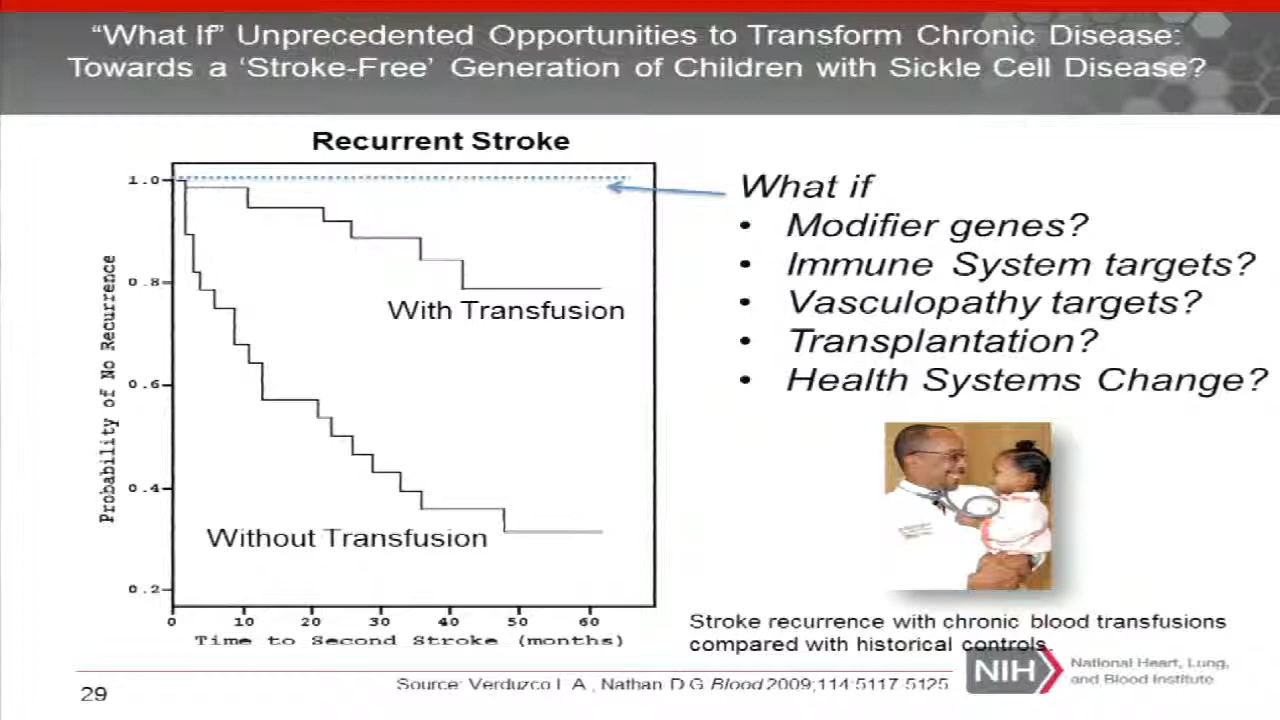 “What If” Unprecedented Opportunities to Transform Chronic Disease:
Towards a ‘Stroke-Free’ Generation of Children with Sickle Cell Disease?
Recurrent Stroke
1.0
0.8
0.6
0.4
0.2
Probability of No Recurrence
With Transfusion
Without Transfusion
0 10 20 30 40 50 60
Time to Second Stroke (months)
What if
• Modifier genes?
• Immune System targets?
• Vasculopathy targets?
• Transplantation?
• Health Systems Change?
Stroke recurrence with chronic blood transfusions
compared with historical controls.
Source: Verduzco L A , Nathan D G Blood 2009;114:5117-5125
29
NIH
National Heart, Lung,
and Blood Institute